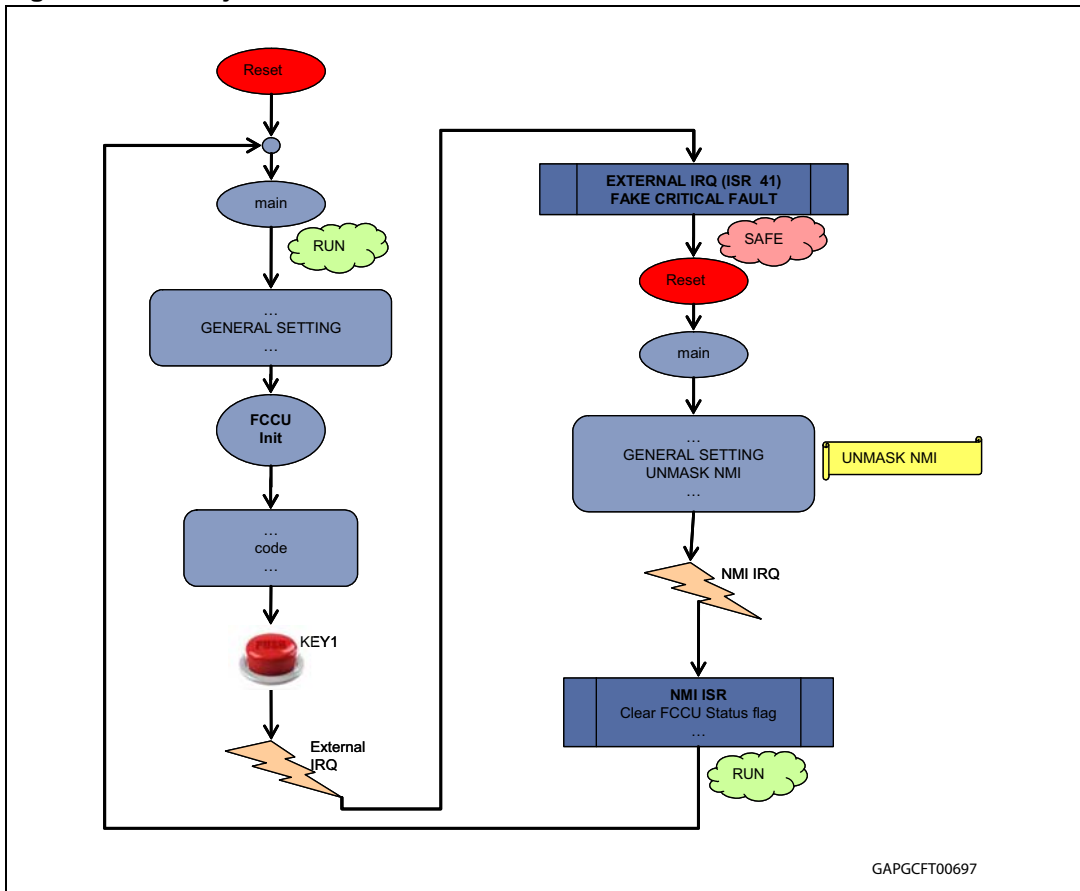 Reset
main
RUN
…
GENERAL SETTING
…
FCCU
Init
…
code
…
KEY1
External
IRQ
EXTERNAL IRQ (ISR 41)
FAKE CRITICAL FAULT
SAFE
Reset
main
…
GENERAL SETTING
UNMASK NMI
…
UNMASK NMI
NMI IRQ
NMI ISR
Clear FCCU Status flag
…
RUN
GAPGCFT00697